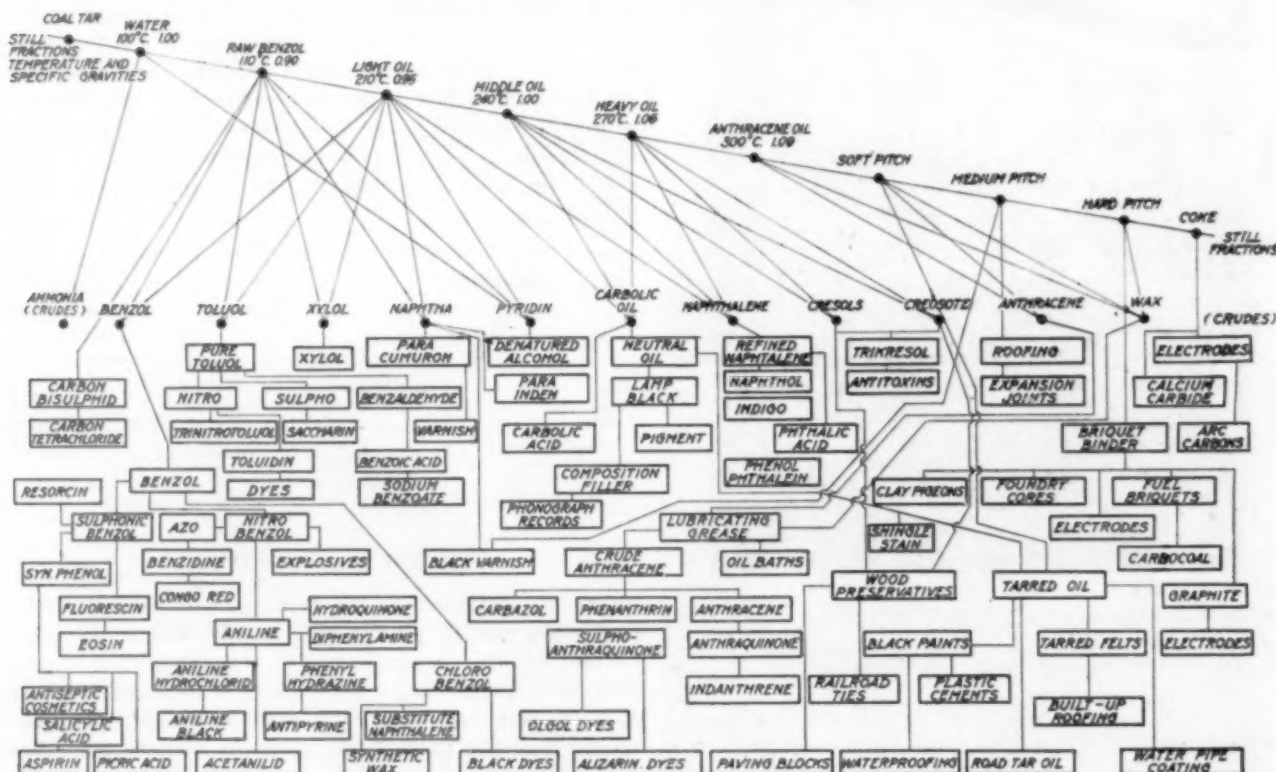 COAL TAR
STILL
FRACTIONS
TEMPERATURE AND
SPECIFIC GRAVITIES
WATER
100°C. 1.00
RAW BENZOL
110°C. 0.90
LIGHT OIL
210°C. 0.95
MIDDLE OIL
240°C. 1.00
HEAVY OIL
270°C. 1.06
ANTHRACENE OIL
300°C. 1.09
SOFT PITCH
MEDIUM PITCH
HARD PITCH
COKE
STILL
FRACTIONS
AMMONIA
(CRUDES)
BENZOL
TOLUOL
XYLOL
NAPHTHA
PYRIDIN
CARBOLIC
OIL
NAPHTHALENE
CRESOLS
CREOSOTE
ANTHRACENE
WAX
(CRUDES)
PURE
TOLUOL
XYLOL
PARA
CUMURON
DENATURED
ALCOHOL
NEUTRAL
OIL
REFINED
NAPHTALENE
TRIKRESOL
ROOFING
ELECTRODES
CARBON
BISULPHID
NITRO
SULPHO
BENZALDEHYDE
PARA
INDEN
LAMP
BLACK
NAPHTHOL
ANTITOXINS
EXPANSION
JOINTS
CALCIUM
CARBIDE
CARBON
TETRACHLORIDE
TRINITROTOLUOL
SACCHARIN
VARNISH
CARBOLIC
ACID
PIGMENT
INDIGO
PHTHALIC
ACID
BRIQUET
BINDER
ARC
CARBONS
TOLUIDIN
BENZOIC ACID
PHENOL
PHTHALEIN
DYES
SODIUM
BENZOATE
COMPOSITION
FILLER
RESORCIN
BENZOL
PHONOGRAPH
RECORDS
CLAY PIGEONS
FOUNDRY
CORES
FUEL
BRIQUETS
SULPHONIC
BENZOL
AZO
NITRO
BENZOL
LUBRICATING
GREASE
SHINGLE
STAIN
ELECTRODES
SYN. PHENOL
BENZIDINE
EXPLOSIVES
BLACK VARNISH
CRUDE
ANTHRACENE
OIL BATHS
CARBOCOAL
CONGO RED
WOOD
PRESERVATIVES
TARRED OIL
FLUORESCIN
HYDROQUINONE
CARBAZOL
PHENANTHRIN
ANTHRACENE
GRAPHITE
EOSIN
ANILINE
DIPHENYLAMINE
SULPHO-
ANTHRAQUINONE
ANTHRAQUINONE
BLACK PAINTS
TARRED FELTS
ELECTRODES
ANILINE
HYDROCHLORID
PHENYL
HYDRAZINE
CHLORO
BENZOL
INDANTHRENE
RAILROAD
TIES
PLASTIC
CEMENTS
ANTISEPTIC
COSMETICS
BUILT-UP
ROOFING
SALICYLIC
ACID
ANILINE
BLACK
ANTIPYRINE
SUBSTITUTE
NAPHTHALENE
OLGOL DYES
ASPIRIN
PICRIC ACID
ACETANILID
SYNTHETIC
WAX
BLACK DYES
ALIZARIN. DYES
PAVING BLOCKS
WATERPROOFING
ROAD TAR OIL
WATER PIPE
COATING